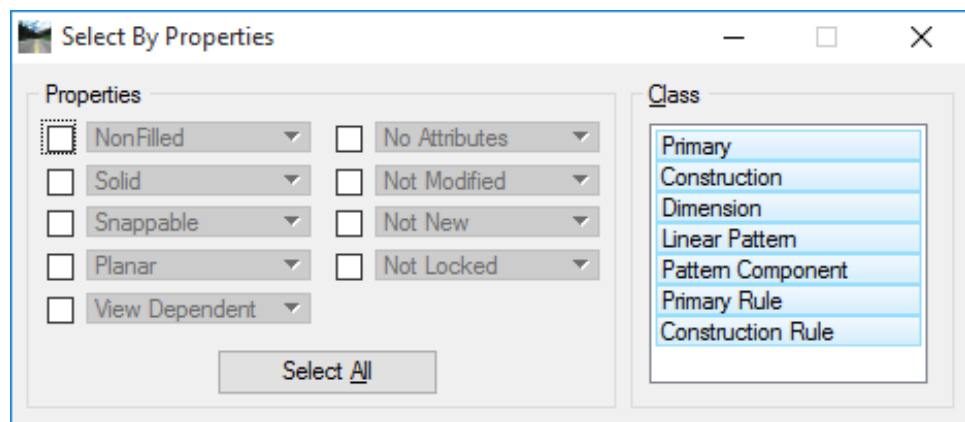 Select By Properties
Properties
NonFilled
No Attributes
Solid
Not Modified
Snappable
Not New
Planar
Not Locked
View Dependent
Select All
Class
Primary
Construction
Dimension
Linear Pattern
Pattern Component
Primary Rule
Construction Rule